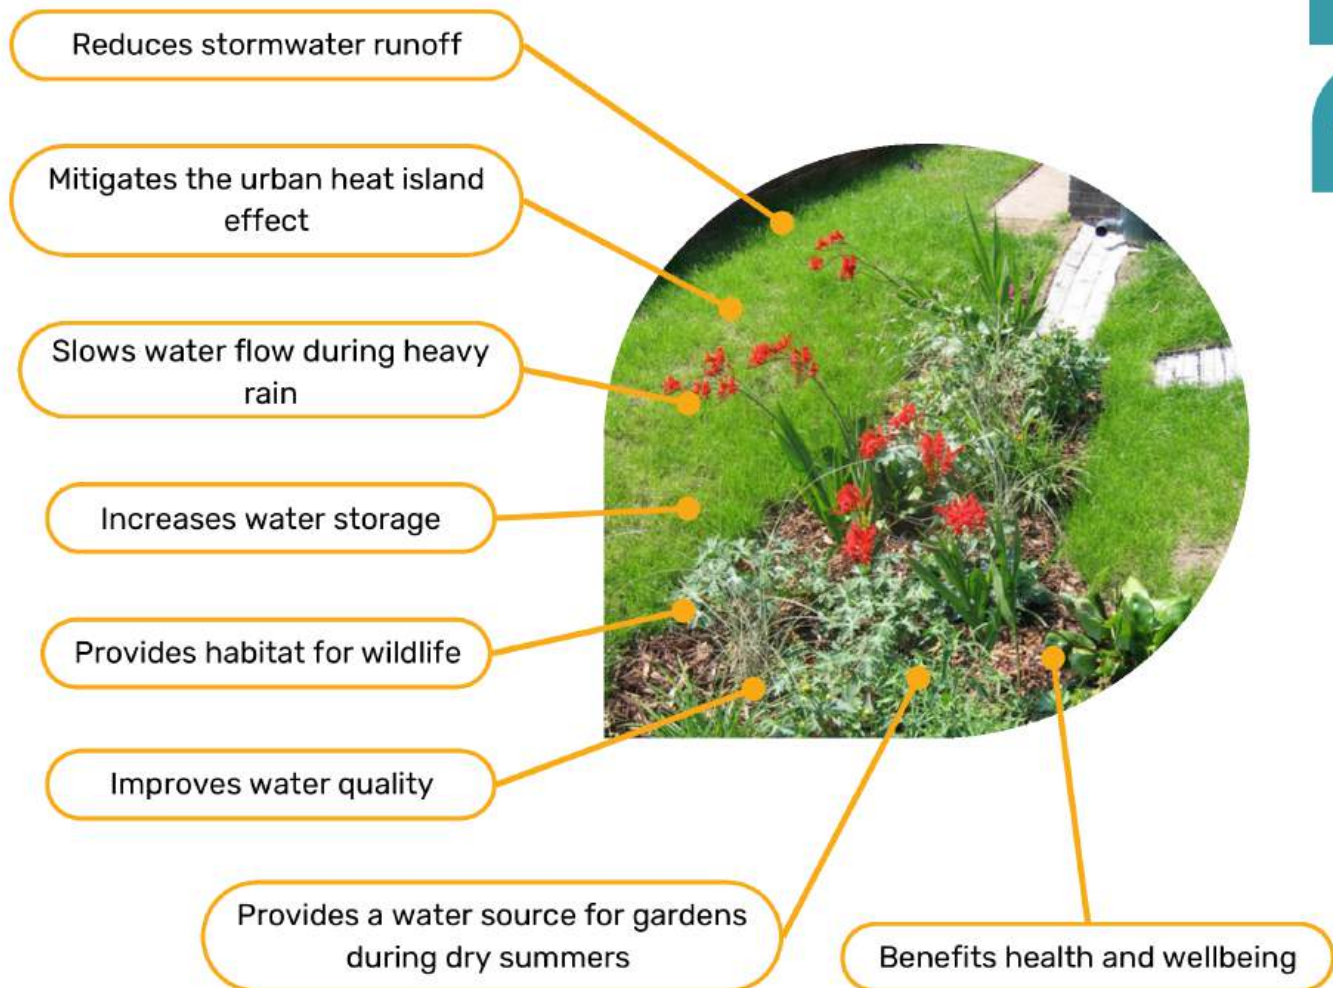 Reduces stormwater runoff
Mitigates the urban heat island
effect
Slows water flow during heavy
rain
Increases water storage
Provides habitat for wildlife
Improves water quality
Provides a water source for gardens
during dry summers
Benefits health and wellbeing